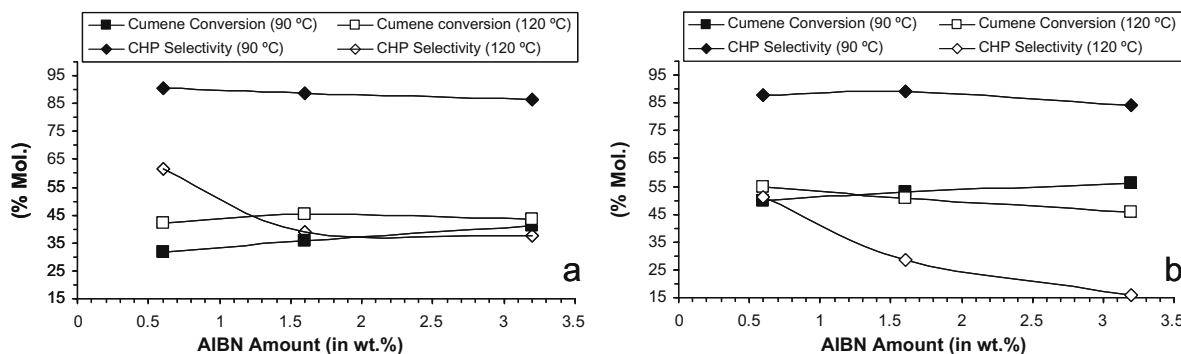 Cumene Conversion (90 ºC)
Cumene conversion (120 ºC)
CHP Selectivity (90 ºC)
CHP Selectivity (120 ºC)
95
85
75
65
55
45
35
25
15
(% Mol.)
0
0.5
1
1.5
2
2.5
3
3.5
AIBN Amount (in wt.%)
a
Cumene Conversion (90 ºC)
Cumene Conversion (120 ºC)
CHP Selectivity (90 ºC)
CHP Selectivity (120 ºC)
95
85
75
65
55
45
35
25
15
(% Mol.)
0
0.5
1
1.5
2
2.5
3
3.5
AIBN Amount (in wt.%)
b